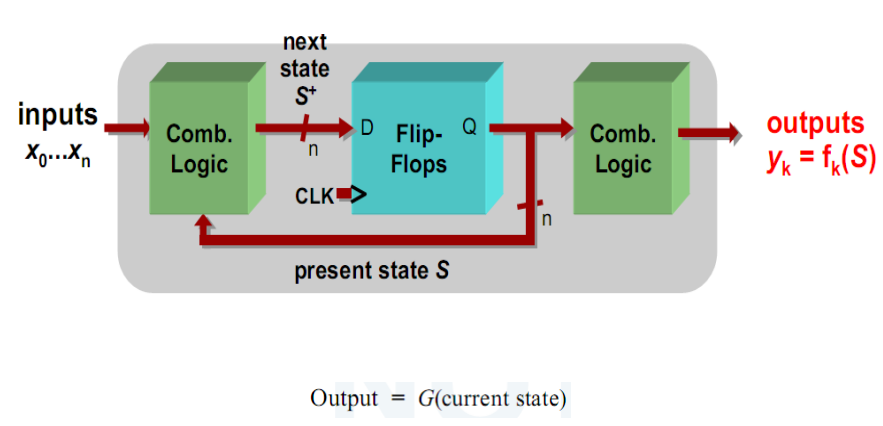 next
state
S⁺
inputs
x₀...xₙ
Comb.
Logic
n
D
Flip-
Flops
Q
CLK
Comb.
Logic
n
outputs
yₖ = fₖ(S)
present state S
Output = G(current state)